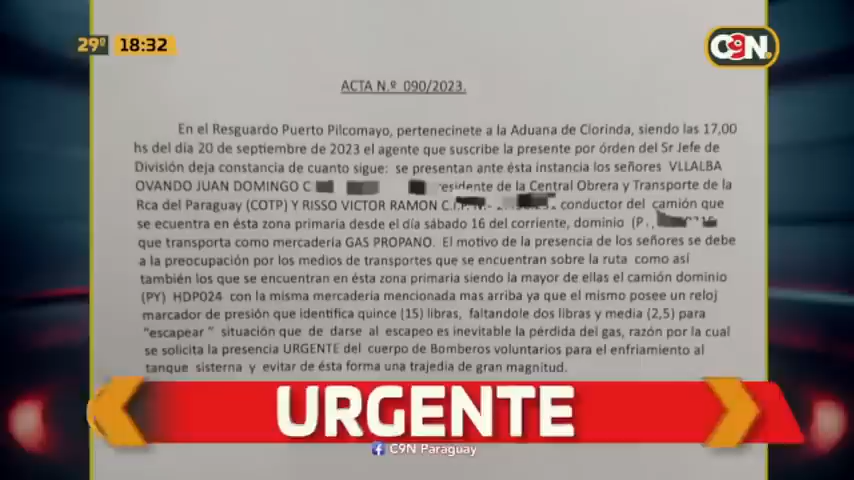 29º 18:32
C9N.
ACTA N.º 090/2023.
En el Resguardo Puerto Pilcomayo, pertenecinete a la Aduana de Clorinda, siendo las 17,00
hs del día 20 de septiembre de 2023 el agente que suscribe la presente por órden del Sr Jefe de
División deja constancia de cuanto sigue: se presentan ante ésta instancia los señores VLLALBA
OVANDO JUAN DOMINGO C residente de la Central Obrera y Transporte de la
Rca del Paraguay (COTP) Y RISSO VICTOR RAMON conductor del camión que
se ecuentra en ésta zona primaria desde el día sábado 16 del corriente, dominio (P
que transporta como mercadería GAS PROPANO. El motivo de la presencia de los señores se debe
a la preocupación por los medios de transportes que se encuentran sobre la ruta como así
también los que se encuentran en ésta zona primaria siendo la mayor de ellas el camión dominio
(PY) HDP024 con la misma mercadería mencionada mas arriba ya que el mismo posee un reloj
marcador de presión que identifica quince (15) libras, faltandole dos libras y media (2,5) para
"escapear" situación que de darse al escapeo es inevitable la pérdida del gas, razón por la cual
se solicita la presencia URGENTE del cuerpo de Bomberos voluntarios para el enfriamiento al
tanque sisterna y evitar de ésta forma una trajedia de gran magnitud.
URGENTE
C9N Paraguay